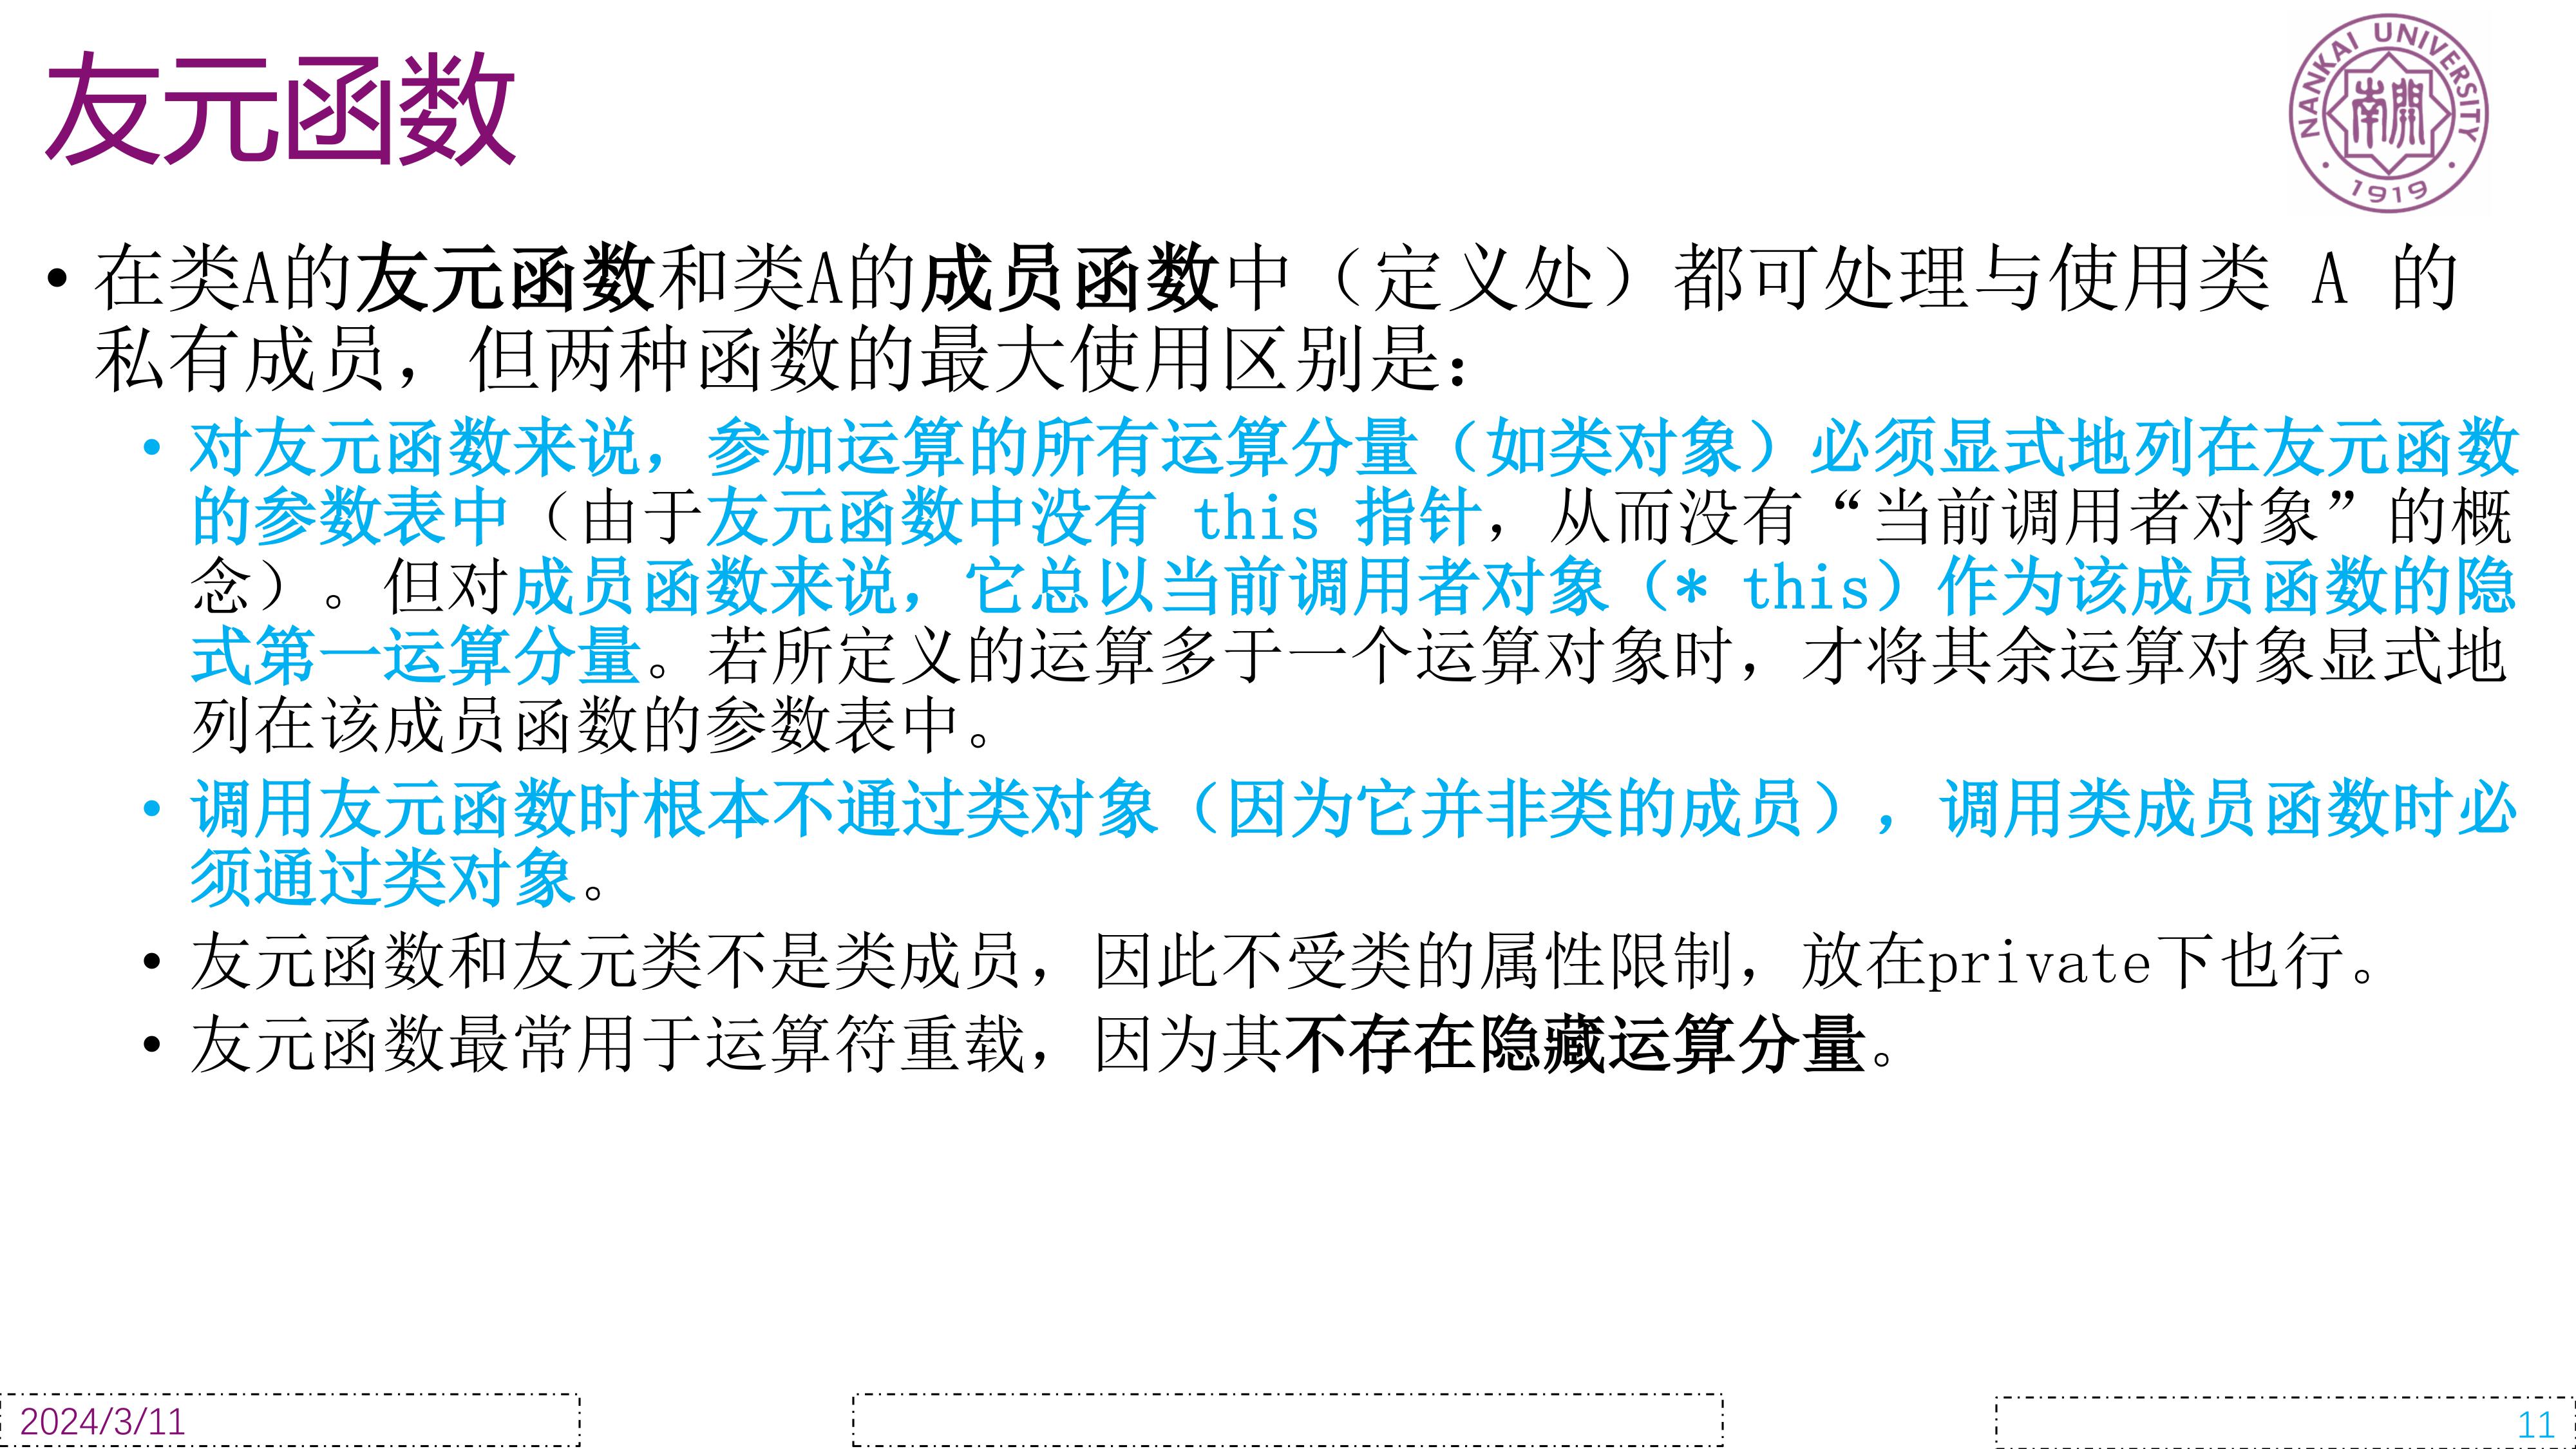 友元函数
NANKAI UNIVERSITY
南開
1919
• 在类A的友元函数和类A的成员函数中（定义处）都可处理与使用类 A 的
私有成员，但两种函数的最大使用区别是：
• 对友元函数来说，参加运算的所有运算分量（如类对象）必须显式地列在友元函数
的参数表中（由于友元函数中没有 this 指针，从而没有“当前调用者对象”的概
念）。但对成员函数来说，它总以当前调用者对象（* this）作为该成员函数的隐
式第一运算分量。若所定义的运算多于一个运算对象时，才将其余运算对象显式地
列在该成员函数的参数表中。
• 调用友元函数时根本不通过类对象（因为它并非类的成员），调用类成员函数时必
须通过类对象。
• 友元函数和友元类不是类成员，因此不受类的属性限制，放在private下也行。
• 友元函数最常用于运算符重载，因为其不存在隐藏运算分量。
2024/3/11
11